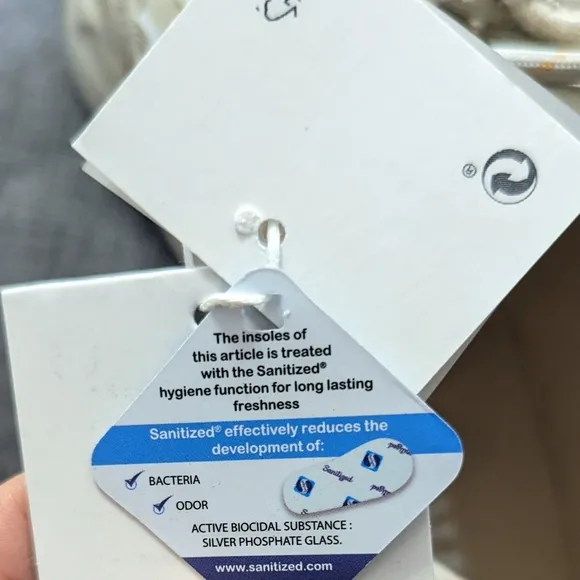 ®
The insoles of
this article is treated
with the Sanitized®
hygiene function for long lasting
freshness
Sanitized® effectively reduces the
development of:
BACTERIA
ODOR
Sanitized
ACTIVE BIOCIDAL SUBSTANCE :
SILVER PHOSPHATE GLASS.
www.sanitized.com